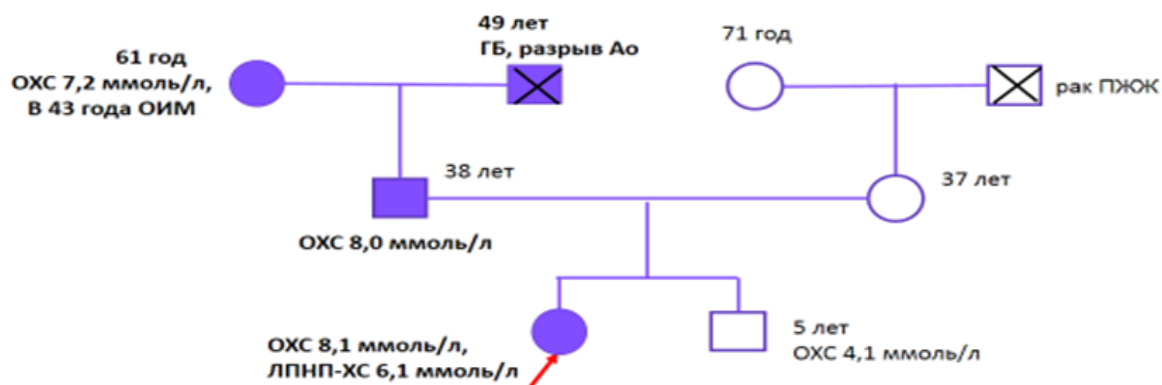 61 год
ОХС 7,2 ммоль/л,
В 43 года ОИМ
49 лет
ГБ, разрыв Ао
71 год
рак ПЖЖ
38 лет
ОХС 8,0 ммоль/л
37 лет
ОХС 8,1 ммоль/л,
ЛПНП-ХС 6,1 ммоль/л
5 лет
ОХС 4,1 ммоль/л